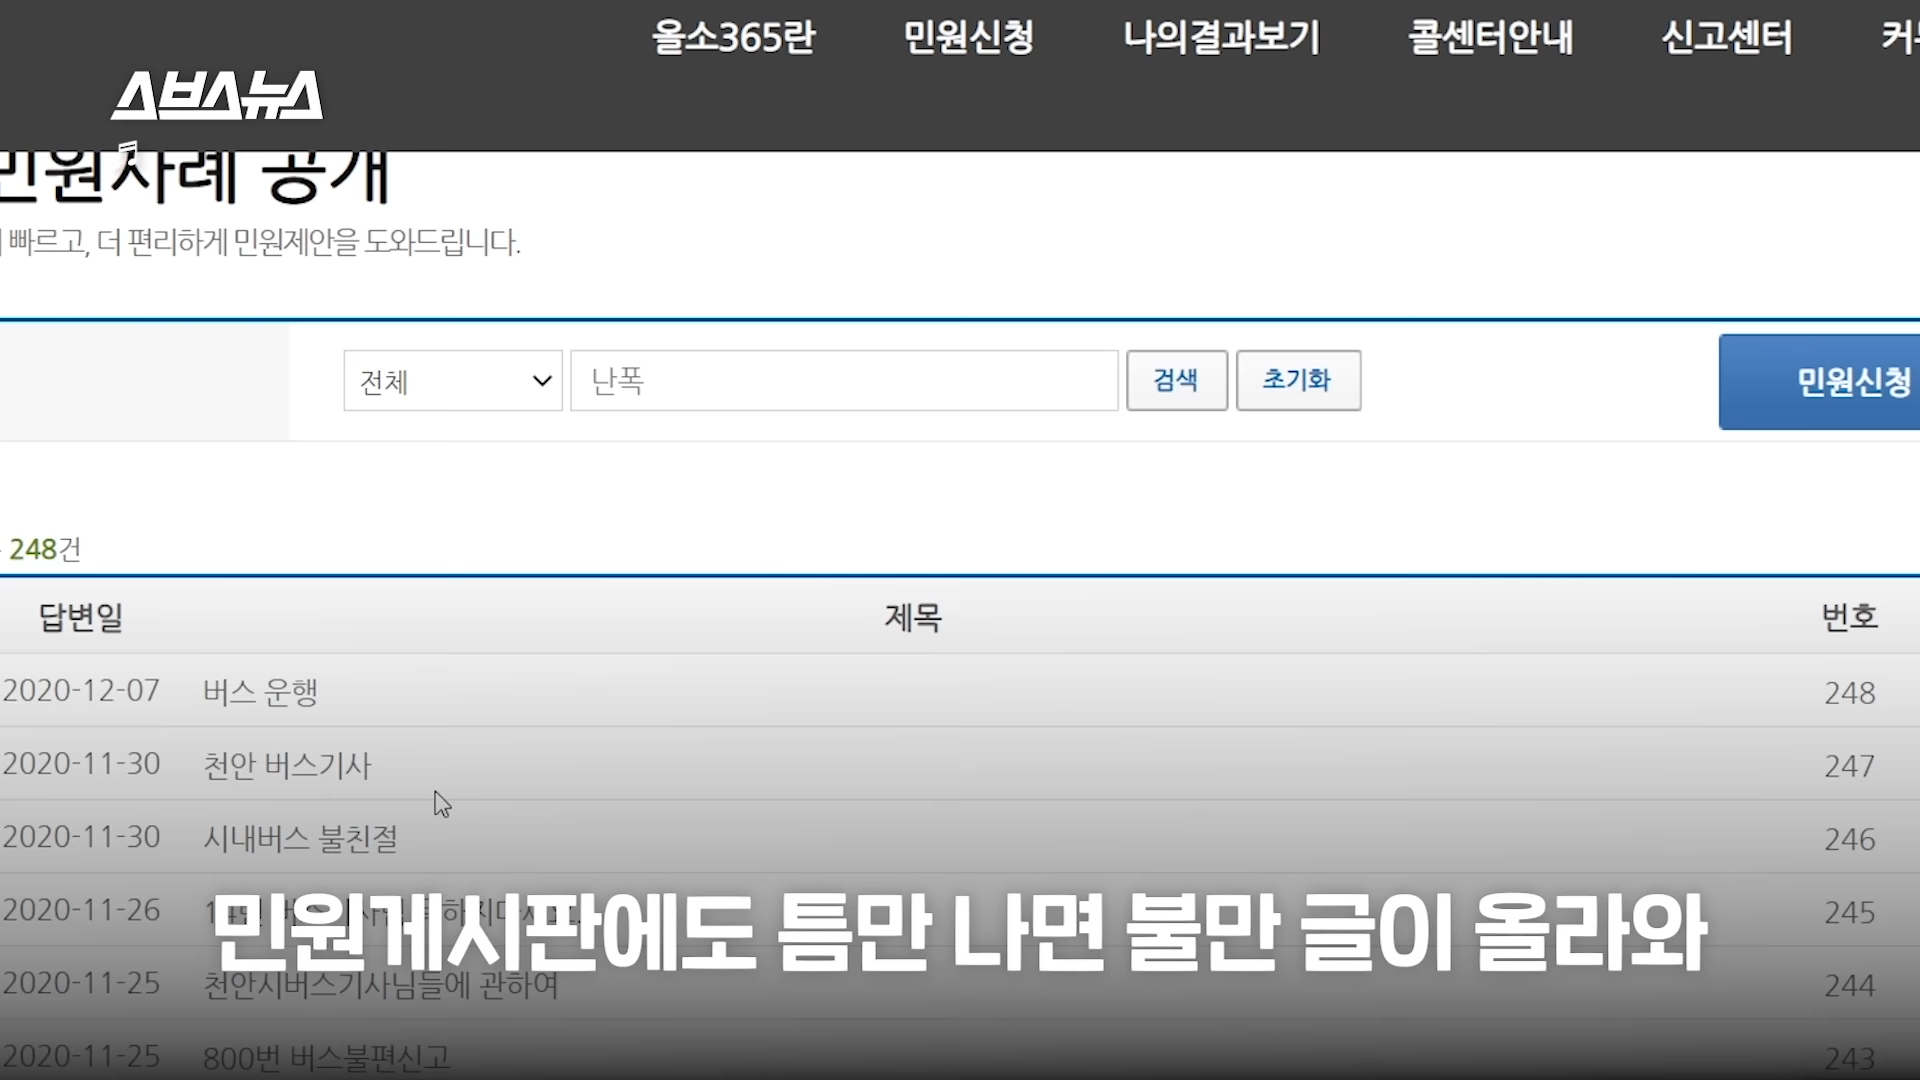 올소365란 민원신청 나의결과보기 콜센터안내 신고센터
스브스뉴스
민원사례 공개
빠르고, 더 편리하게 민원제안을 도와드립니다.
전체 난폭 검색 초기화 민원신청
248건
답변일 제목 번호
2020-12-07 버스 운행 248
2020-11-30 천안 버스기사 247
2020-11-30 시내버스 불친절 246
2020-11-26 245
민원게시판에도 틈만 나면 불만 글이 올라와
2020-11-25 천안시버스기사님들에 관하여 244
2020-11-25 800번 버스불편신고 243